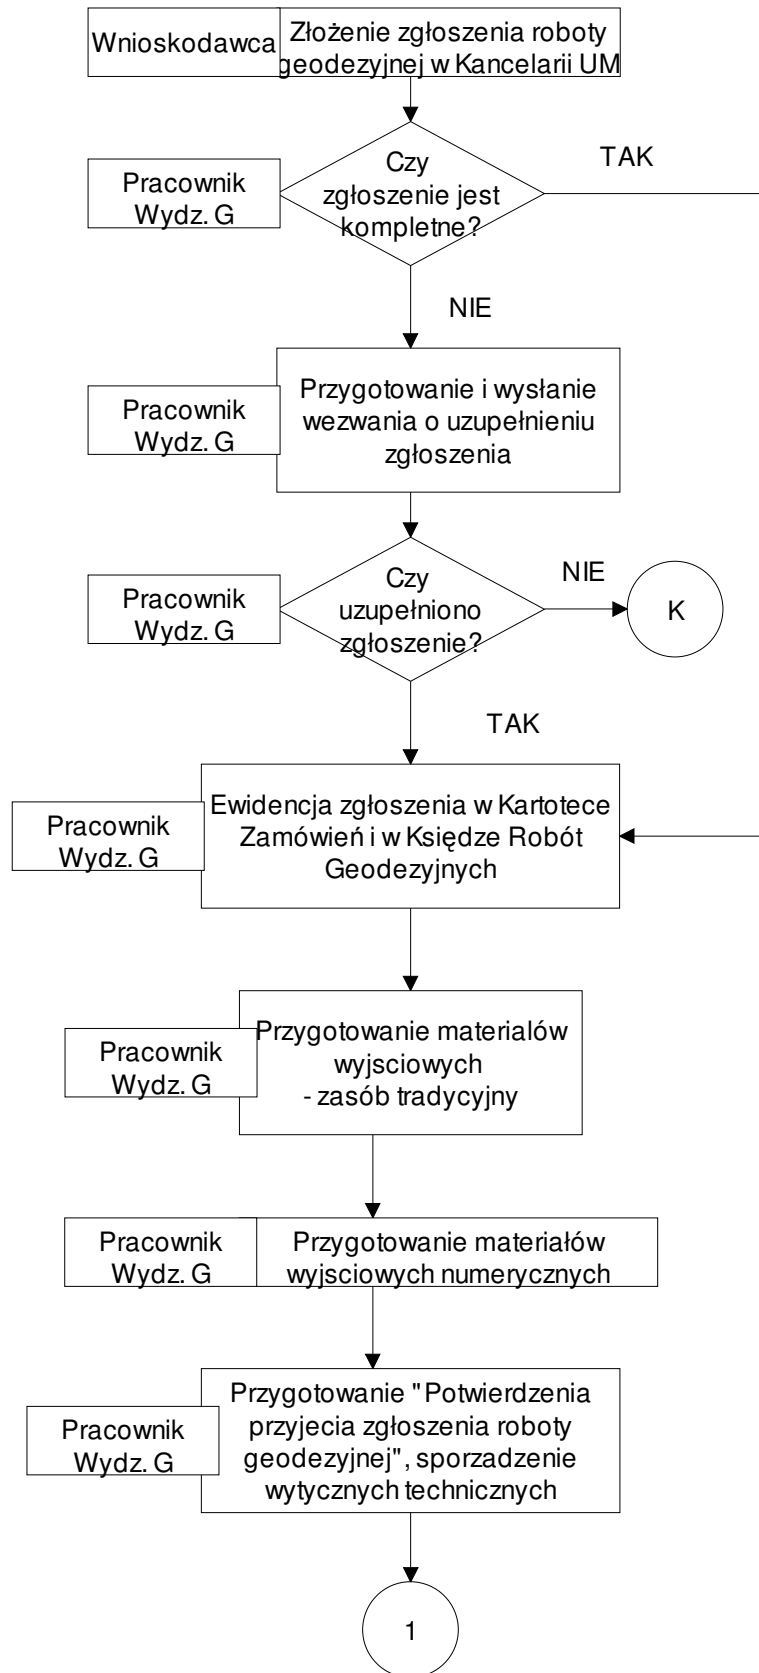 Wnioskodawca
Złożenie zgłoszenia roboty
geodezyjnej w Kancelarii UM
Pracownik
Wydz. G
Czy
zgłoszenie jest
kompletne?
TAK
NIE
Pracownik
Wydz. G
Przygotowanie i wysłanie
wezwania o uzupełnieniu
zgłoszenia
Pracownik
Wydz. G
Czy
uzupełniono
zgłoszenie?
NIE
K
TAK
Pracownik
Wydz. G
Ewidencja zgłoszenia w Kartotece
Zamówień i w Księdze Robót
Geodezyjnych
Pracownik
Wydz. G
Przygotowanie materialów
wyjsciowych
- zasób tradycyjny
Pracownik
Wydz. G
Przygotowanie materiałów
wyjsciowych numerycznych
Pracownik
Wydz. G
Przygotowanie "Potwierdzenia
przyjecia zgłoszenia roboty
geodezyjnej", sporzadzenie
wytycznych technicznych
1